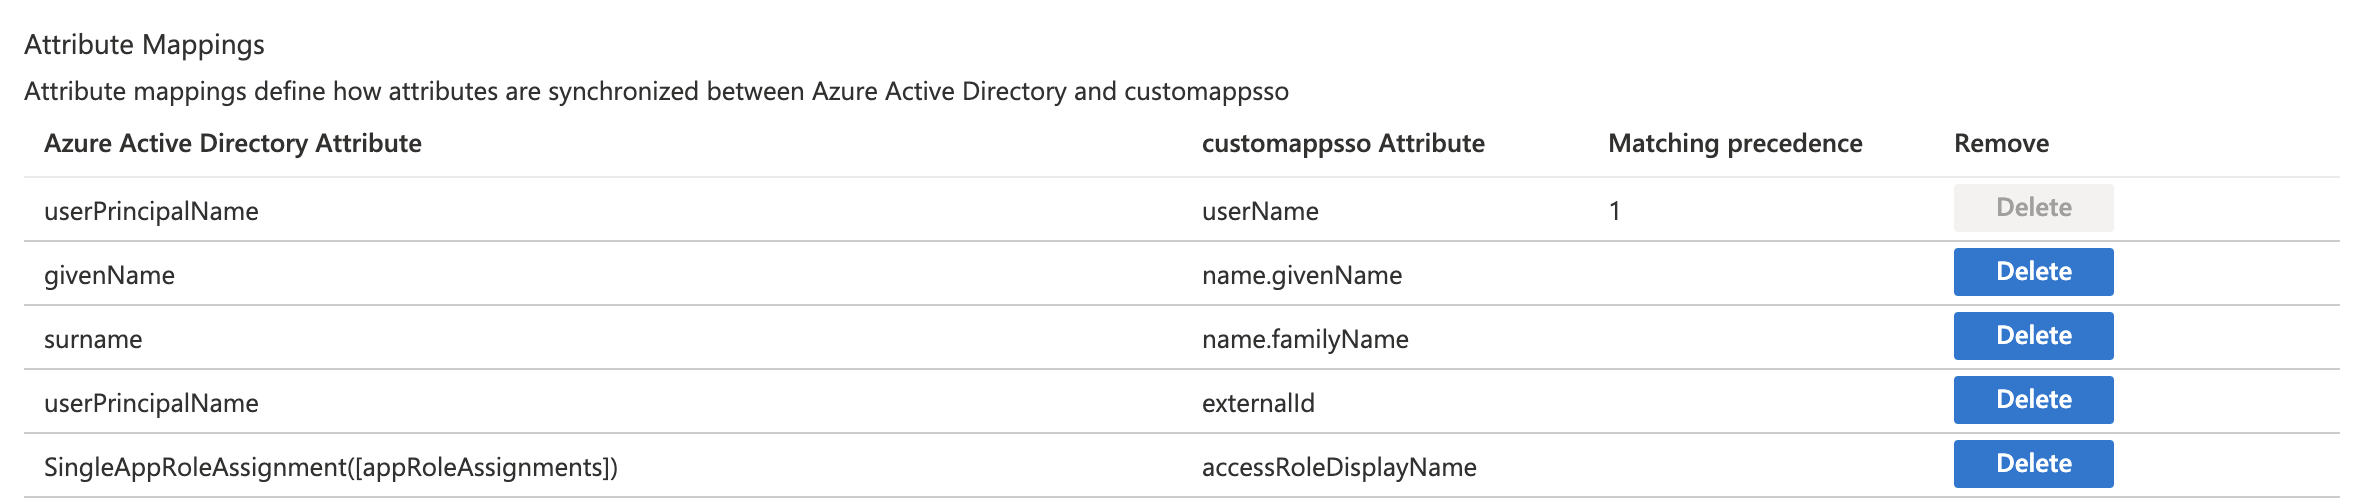 Attribute Mappings
Attribute mappings define how attributes are synchronized between Azure Active Directory and customappsso
Azure Active Directory Attribute customappsso Attribute Matching precedence Remove
userPrincipalName userName 1 Delete
givenName name.givenName Delete
surname name.familyName Delete
userPrincipalName externalId Delete
SingleAppRoleAssignment([appRoleAssignments]) accessRoleDisplayName Delete